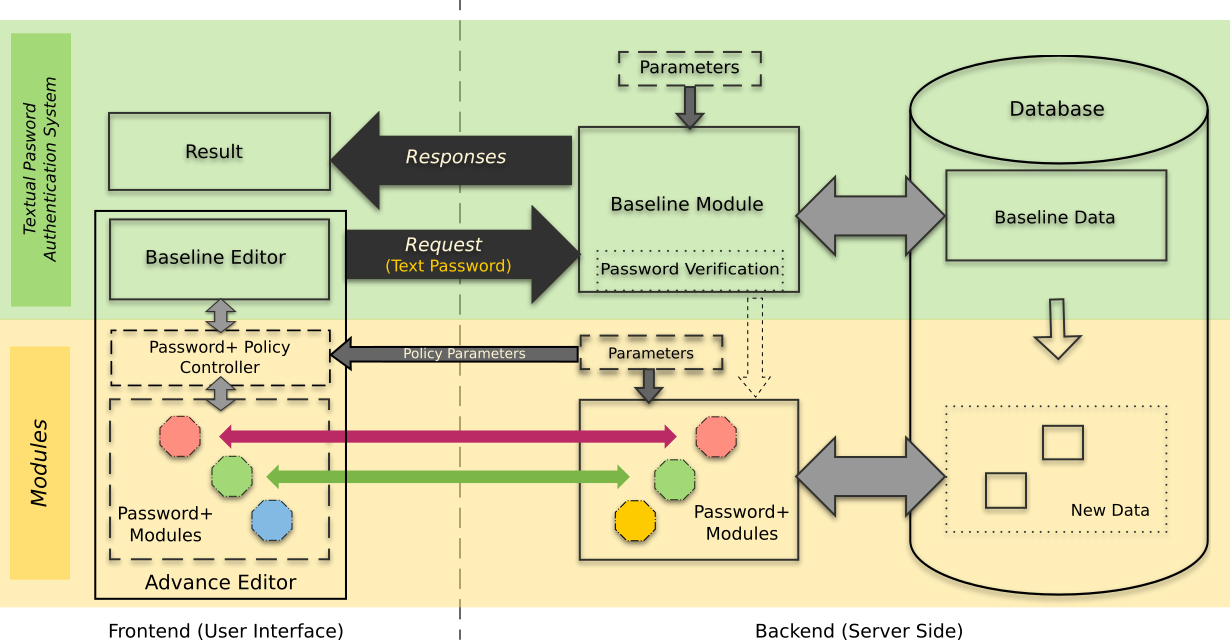 Textual Pasword
Authentication System
Parameters
Database
Result
Responses
Baseline Module
Baseline Data
Baseline Editor
Request
(Text Password)
Password Verification
Password+ Policy
Controller
Policy Parameters
Parameters
Modules
Password+
Modules
Password+
Modules
New Data
Advance Editor
Frontend (User Interface)
Backend (Server Side)